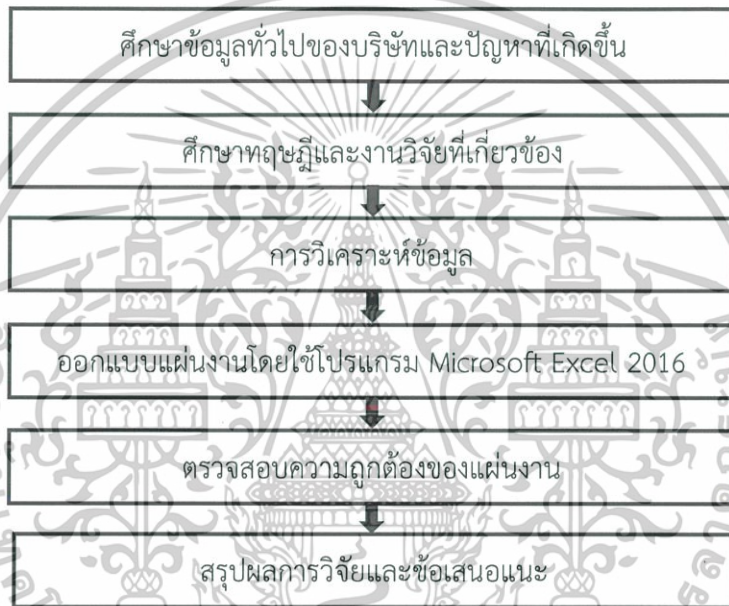 ศึกษาข้อมูลทั่วไปของบริษัทและปัญหาที่เกิดขึ้น
ศึกษาทฤษฎีและงานวิจัยที่เกี่ยวข้อง
การวิเคราะห์ข้อมูล
ออกแบบแผ่นงานโดยใช้โปรแกรม Microsoft Excel 2016
ตรวจสอบความถูกต้องของแผ่นงาน
สรุปผลการวิจัยและข้อเสนอแนะ